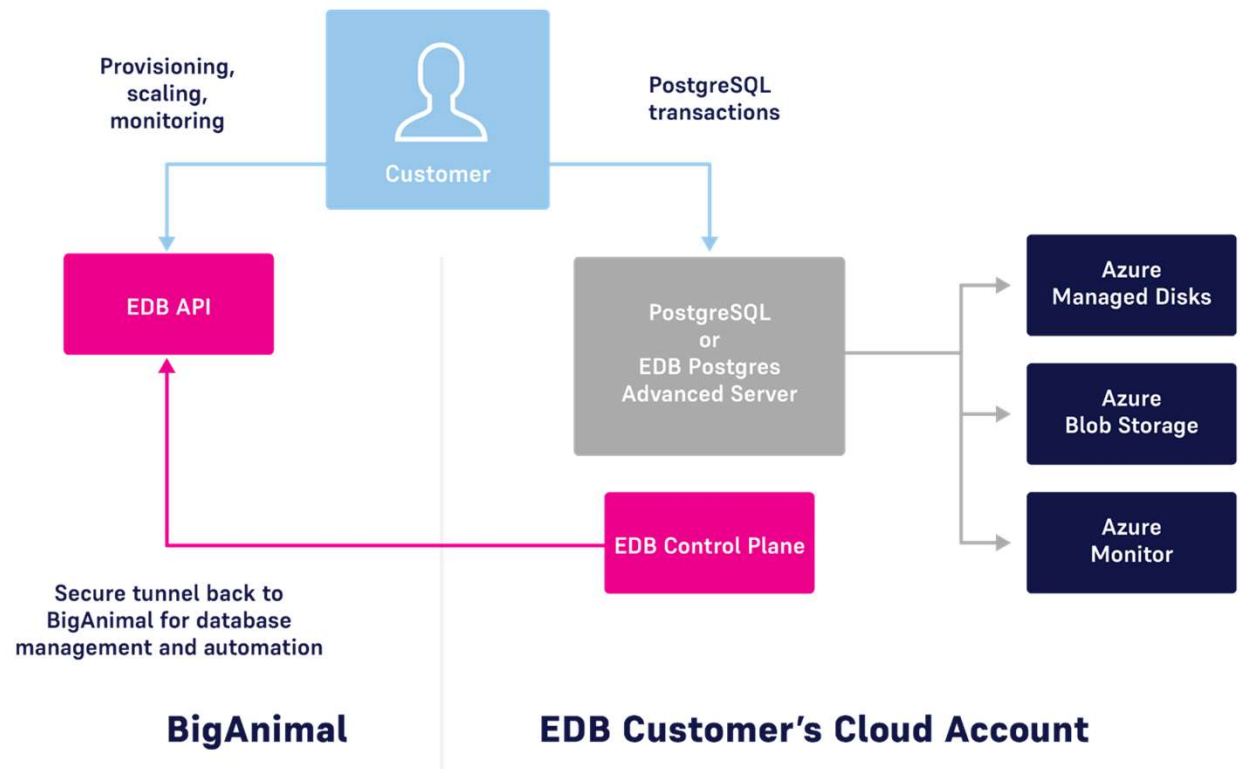 Provisioning,
scaling,
monitoring
Customer
PostgreSQL
transactions
EDB API
PostgreSQL
or
EDB Postgres
Advanced Server
Azure
Managed Disks
Azure
Blob Storage
Azure
Monitor
EDB Control Plane
Secure tunnel back to
BigAnimal for database
management and automation
BigAnimal
EDB Customer's Cloud Account